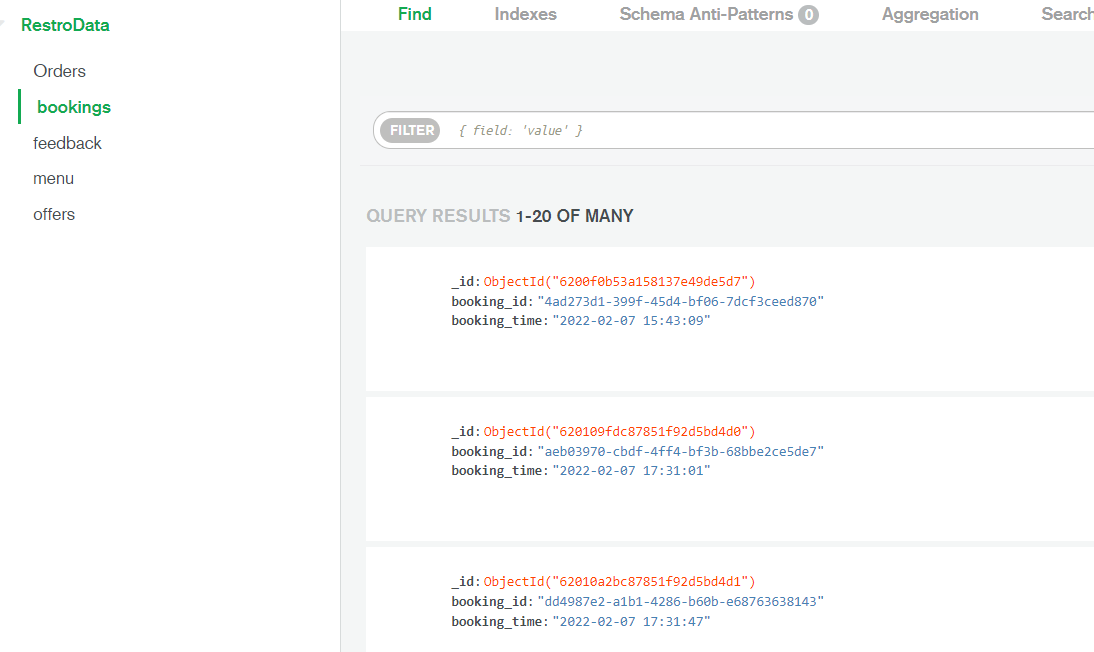 RestroData
Orders
bookings
feedback
menu
offers
Find Indexes Schema Anti-Patterns 0 Aggregation Search
FILTER { field: 'value' }
QUERY RESULTS 1-20 OF MANY
_id: ObjectId("6200f0b53a158137e49de5d7")
booking_id: "4ad273d1-399f-45d4-bf06-7dcf3ceed870"
booking_time: "2022-02-07 15:43:09"
_id: ObjectId("620109fdc87851f92d5bd4d0")
booking_id: "aeb03970-cbdf-4ff4-bf3b-68bbe2ce5de7"
booking_time: "2022-02-07 17:31:01"
_id: ObjectId("62010a2bc87851f92d5bd4d1")
booking_id: "dd4987e2-a1b1-4286-b60b-e68763638143"
booking_time: "2022-02-07 17:31:47"